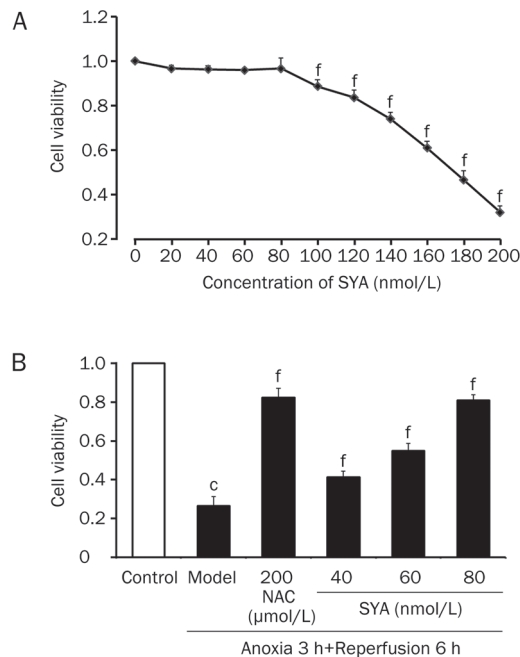 A
1.2
1.0
0.8
0.6
0.4
0.2
Cell viability
f f f f f f
0 20 40 60 80 100 120 140 160 180 200
Concentration of SYA (nmol/L)
B
1.0
0.8
0.6
0.4
0.2
0
Cell viability
c f f f f
Control Model 200 40 60 80
NAC SYA (nmol/L)
(μmol/L)
Anoxia 3 h+Reperfusion 6 h